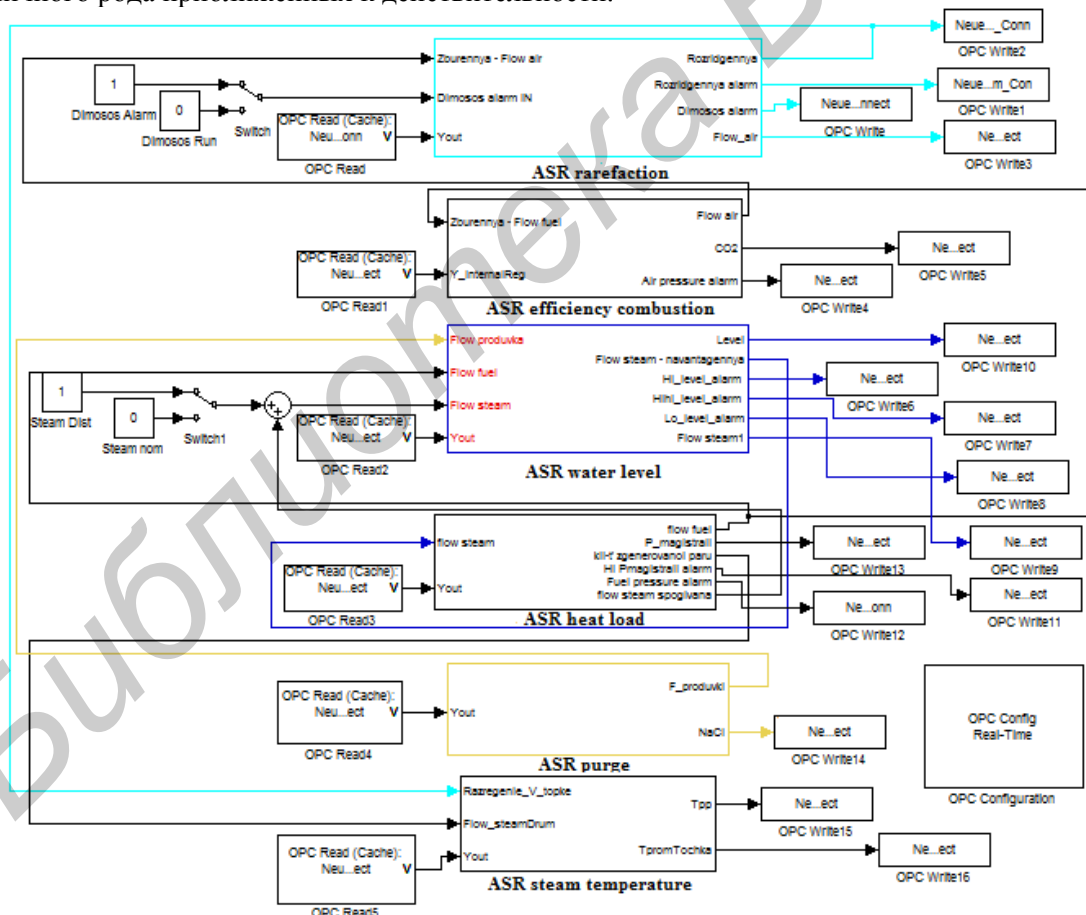 приближенных к действительности.
Neue..._Conn
OPC Write2
Zbourennya - Flow air
Rozridgennya
1
Dimosos Alarm
Dimosos alarm IN
Rozridgennya alarm
Neue...m_Con
OPC Write1
0
Dimosos Run
Switch
Dimosos alarm
Neue...nnect
OPC Write
OPC Read (Cache):
Neu...onn V
OPC Read
Yout
Flow_air
Ne...ect
OPC Write3
ASR rarefaction
Zbourennya - Flow fuel
Flow air
CO2
Ne...ect
OPC Write5
OPC Read (Cache):
Neu...ect V
OPC Read1
Y_InternalReg
Air pressure alarm
Ne...ect
OPC Write4
ASR efficiency combustion
Flow produvka
Level
Ne...ect
OPC Write10
Flow steam - navantagennya
Flow fuel
Hi_level_alarm
Ne...ect
OPC Write6
1
Steam Dist
0
Steam nom
Switch1
Flow steam
Hihi_level_alarm
Ne...ect
OPC Write7
Lo_level_alarm
OPC Read (Cache):
Neu...ect V
OPC Read2
Yout
Flow steam1
Ne...ect
OPC Write8
ASR water level
flow steam
flow fuel
P_magistrali
Ne...ect
OPC Write13
Ne...ect
OPC Write9
kil-t' zgenerovanoi paru
Hi Pmagistrali alarm
OPC Read (Cache):
Neu...ect V
OPC Read3
Yout
Fuel pressure alarm
flow steam spogivana
Ne...ect
OPC Write11
Ne...onn
OPC Write12
ASR heat load
F_produvki
OPC Read (Cache):
Neu...ect V
OPC Read4
Yout
NaCl
Ne...ect
OPC Write14
OPC Config
Real-Time
OPC Configuration
ASR purge
Razregenie_V_topke
Tpp
Ne...ect
OPC Write15
Flow_steamDrum
OPC Read (Cache):
Neu...ect V
OPC Read5
Yout
TpromTochka
Ne...ect
OPC Write16
ASR steam temperature
Библиотека